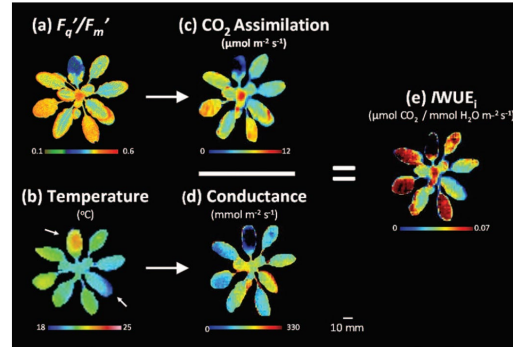 (a) Fq′/Fm′
0.1 0.6
(c) CO2 Assimilation
(μmol m-2 s-1)
0 12
(b) Temperature
(oC)
18 25
(d) Conductance
(mmol m-2 s-1)
0 330
=
(e) IWUEi
(μmol CO2 / mmol H2O m-2 s-1)
0 0.07
10 mm